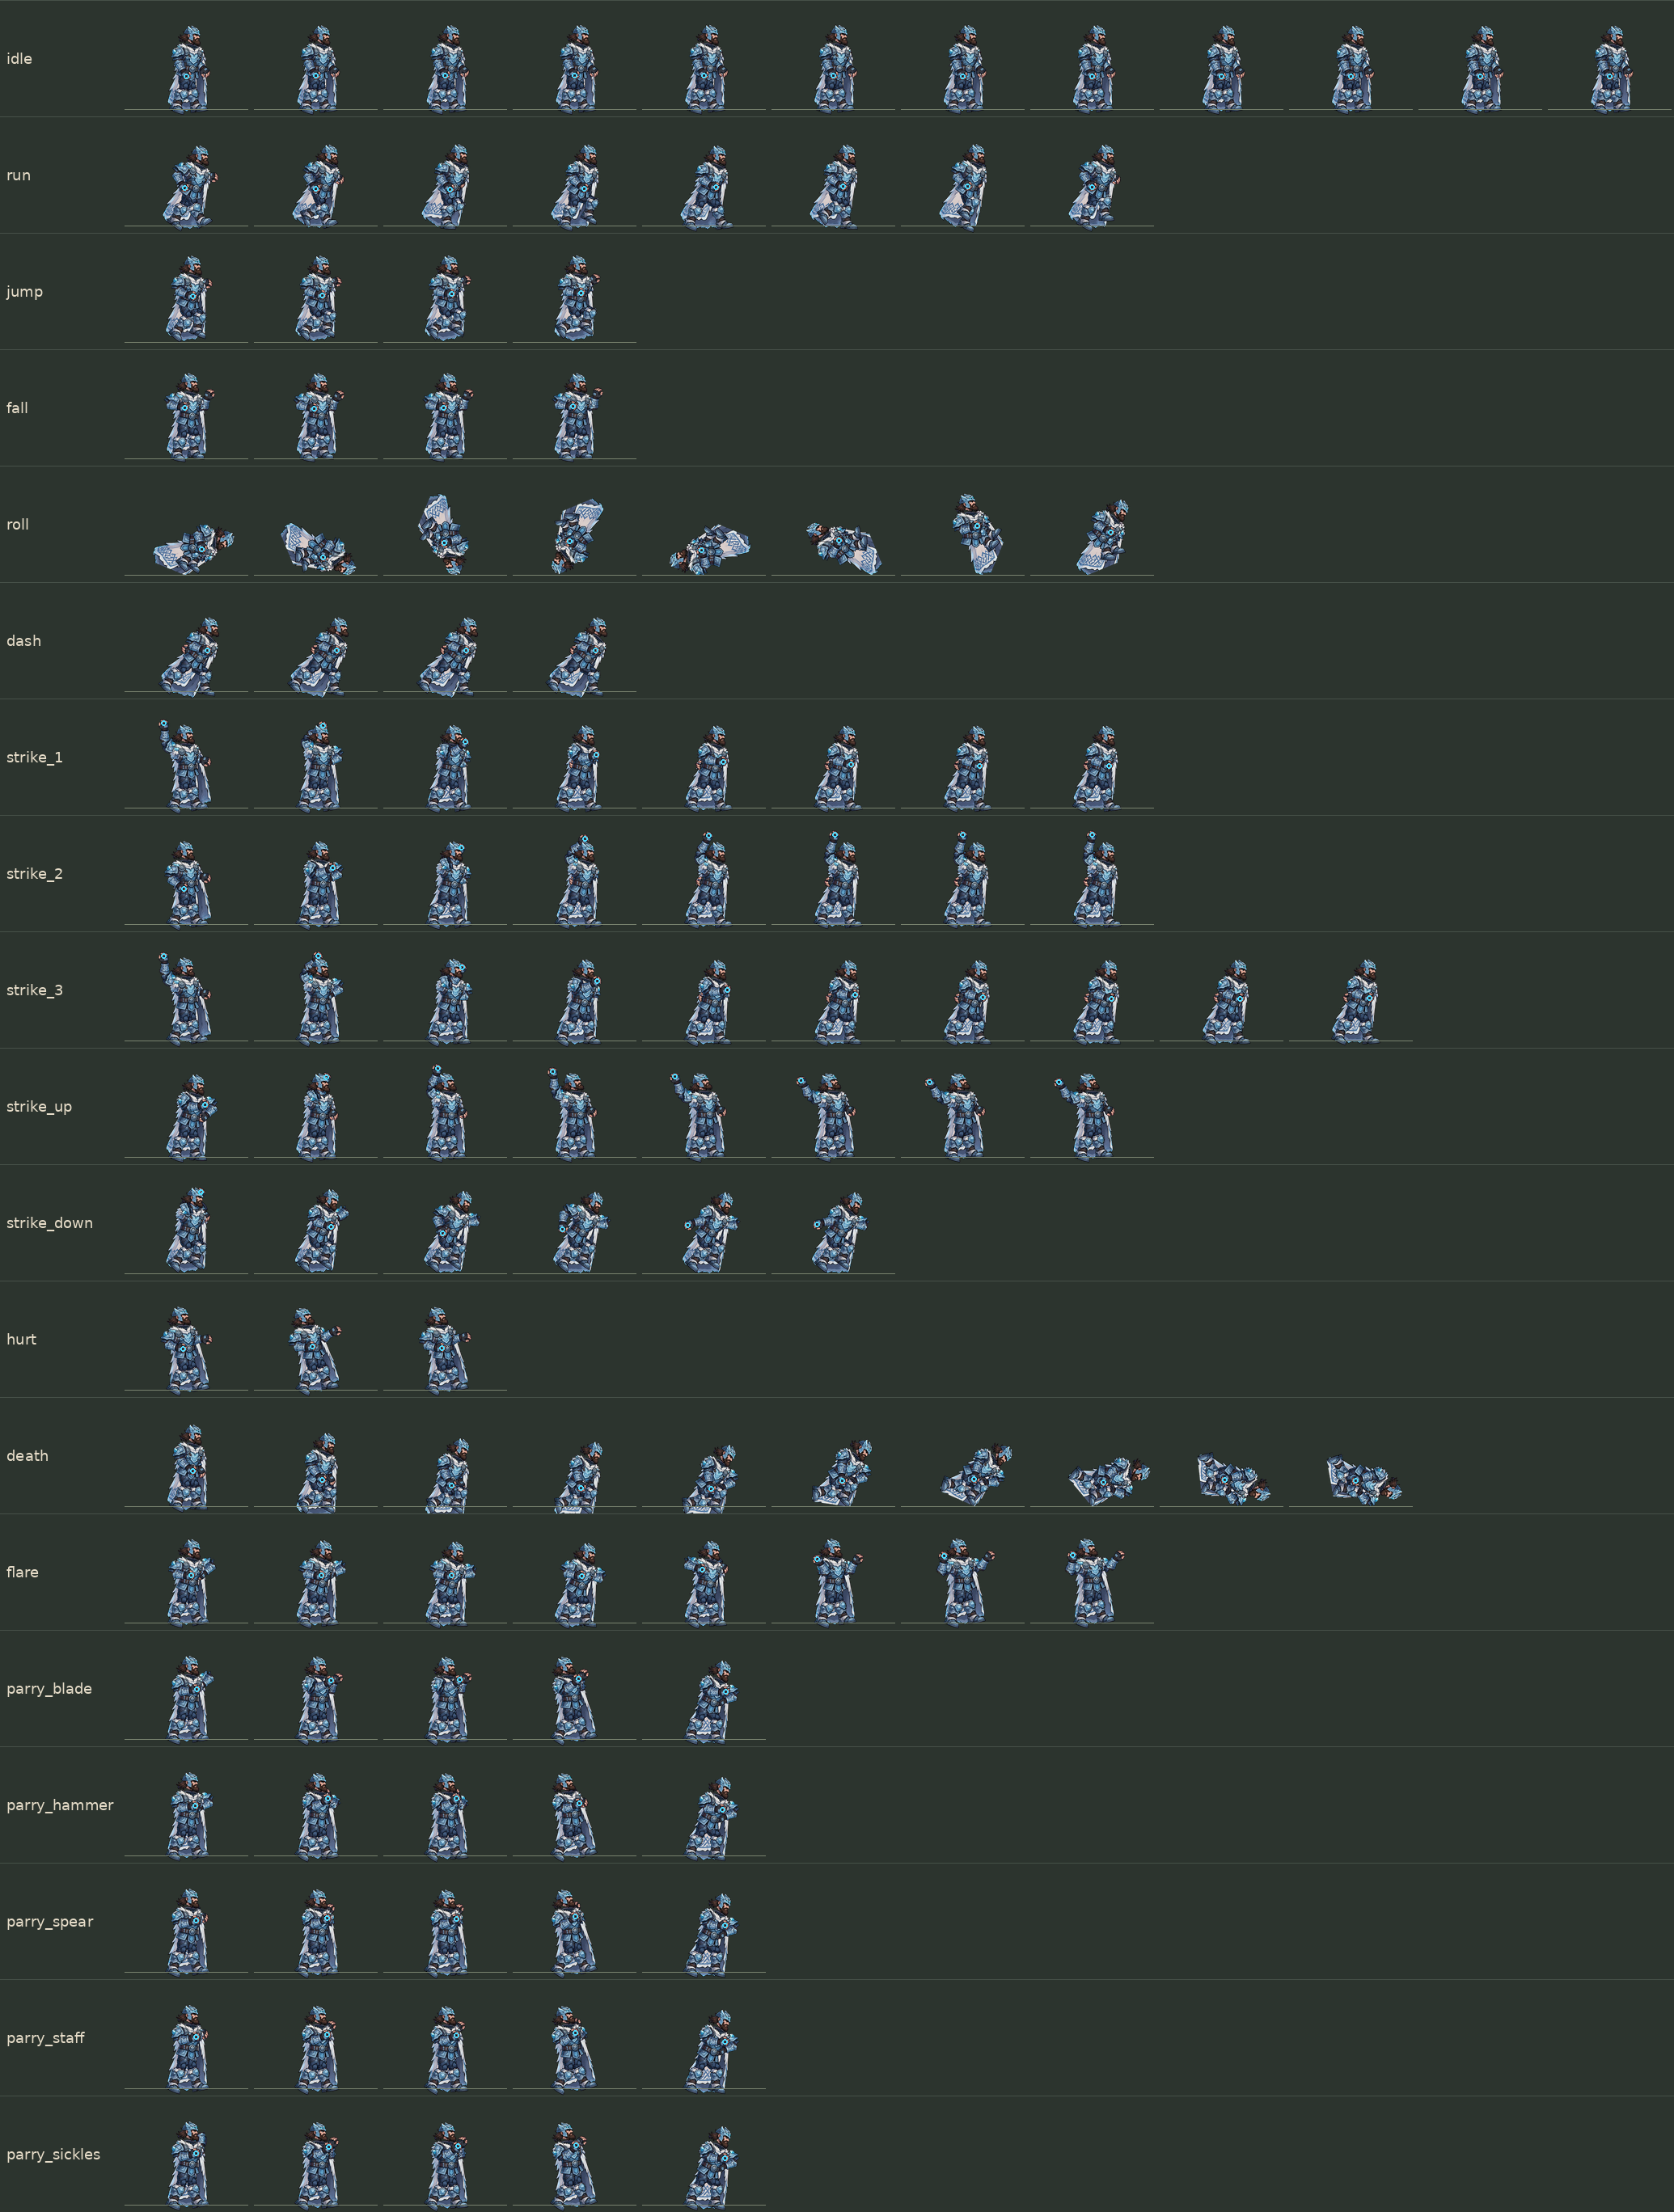 idle
run
jump
fall
roll
dash
strike_1
strike_2
strike_3
strike_up
strike_down
hurt
death
flare
parry_blade
parry_hammer
parry_spear
parry_staff
parry_sickles